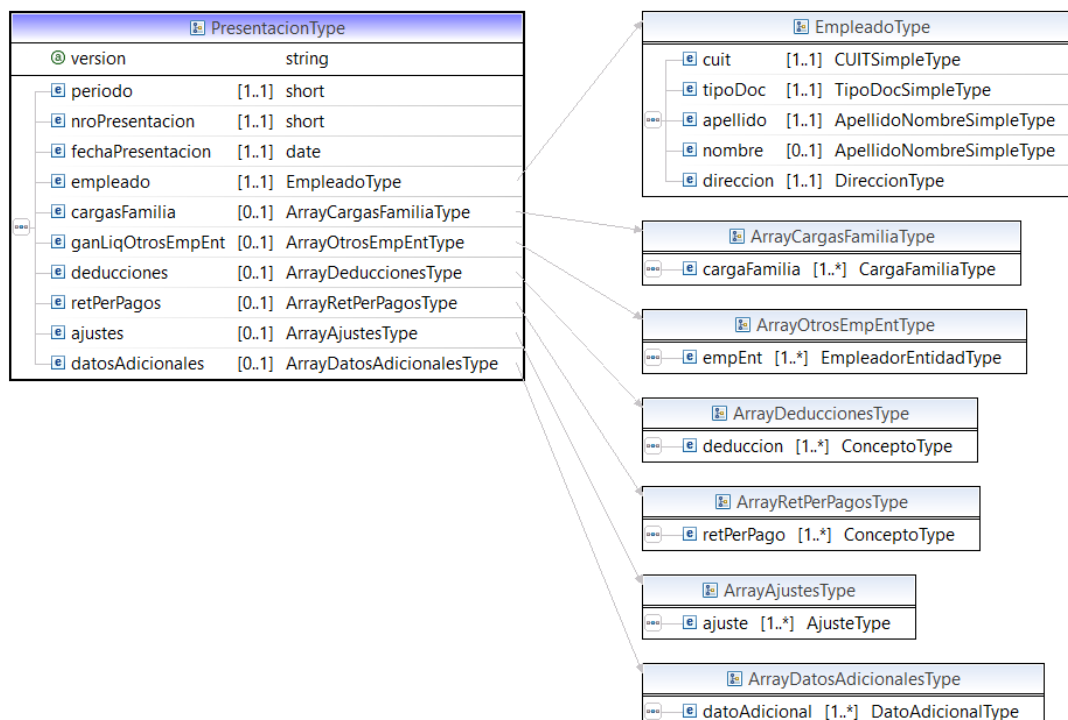 PresentacionType
version string
periodo [1..1] short
nroPresentacion [1..1] short
fechaPresentacion [1..1] date
empleado [1..1] EmpleadoType
cargasFamilia [0..1] ArrayCargasFamiliaType
ganLiqOtrosEmpEnt [0..1] ArrayOtrosEmpEntType
deducciones [0..1] ArrayDeduccionesType
retPerPagos [0..1] ArrayRetPerPagosType
ajustes [0..1] ArrayAjustesType
datosAdicionales [0..1] ArrayDatosAdicionalesType
EmpleadoType
cuit [1..1] CUITSimpleType
tipoDoc [1..1] TipoDocSimpleType
apellido [1..1] ApellidoNombreSimpleType
nombre [0..1] ApellidoNombreSimpleType
direccion [1..1] DireccionType
ArrayCargasFamiliaType
cargaFamilia [1..*] CargaFamiliaType
ArrayOtrosEmpEntType
empEnt [1..*] EmpleadorEntidadType
ArrayDeduccionesType
deduccion [1..*] ConceptoType
ArrayRetPerPagosType
retPerPago [1..*] ConceptoType
ArrayAjustesType
ajuste [1..*] AjusteType
ArrayDatosAdicionalesType
datoAdicional [1..*] DatoAdicionalType